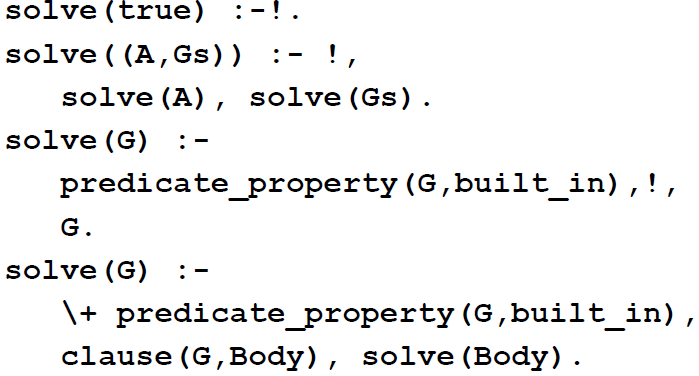 solve(true) :-!.
solve((A,Gs)) :- !,
solve(A), solve(Gs).
solve(G) :-
predicate_property(G,built_in),!,
G.
solve(G) :-
\+ predicate_property(G,built_in),
clause(G,Body), solve(Body).